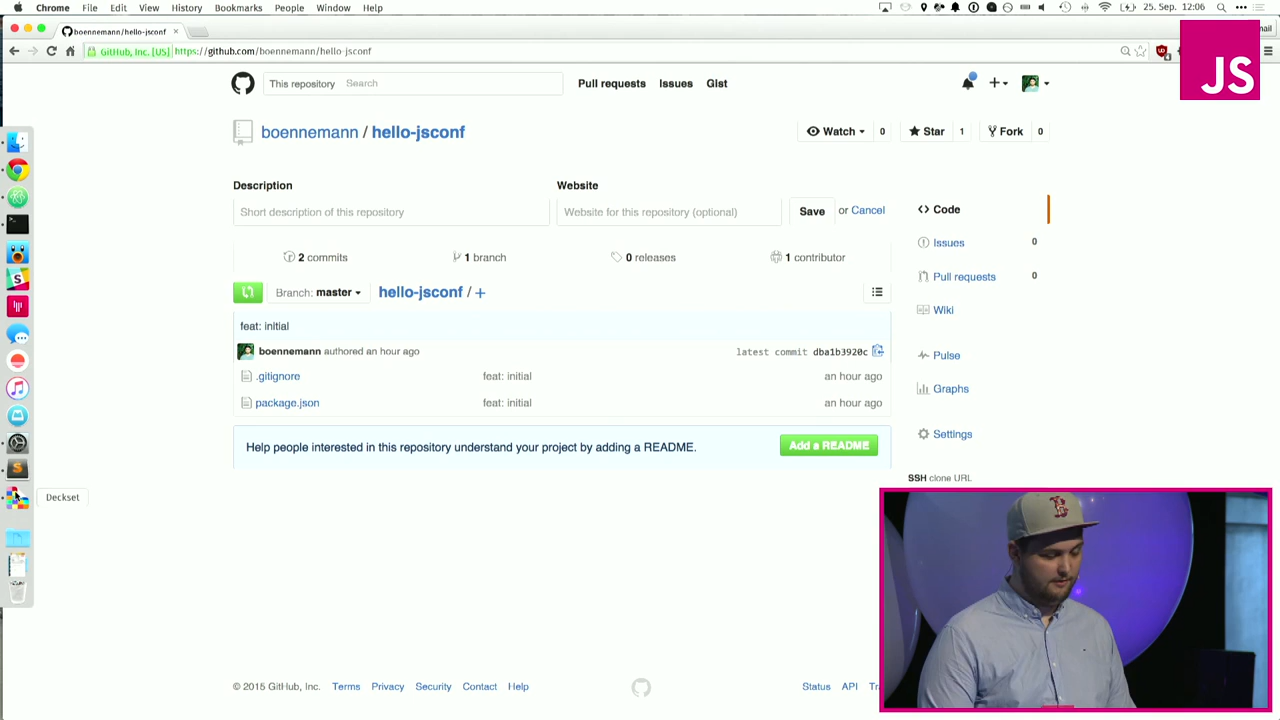 Chrome File Edit View History Bookmarks People Window Help
25. Sep. 12:06
boennemann/hello-jsconf
GitHub, Inc. [US] https://github.com/boennemann/hello-jsconf
JS
This repository Search
Pull requests Issues Gist
boennemann / hello-jsconf
Watch 0 Star 1 Fork 0
Description Website
Short description of this repository Website for this repository (optional) Save or Cancel
Code
2 commits 1 branch 0 releases 1 contributor
Issues 0
Pull requests 0
Branch: master hello-jsconf / +
Wiki
feat: initial
boennemann authored an hour ago latest commit dba1b3920c
Pulse
.gitignore feat: initial an hour ago
Graphs
package.json feat: initial an hour ago
Settings
Help people interested in this repository understand your project by adding a README. Add a README
SSH clone URL
Deckset
© 2015 GitHub, Inc. Terms Privacy Security Contact Help
Status API